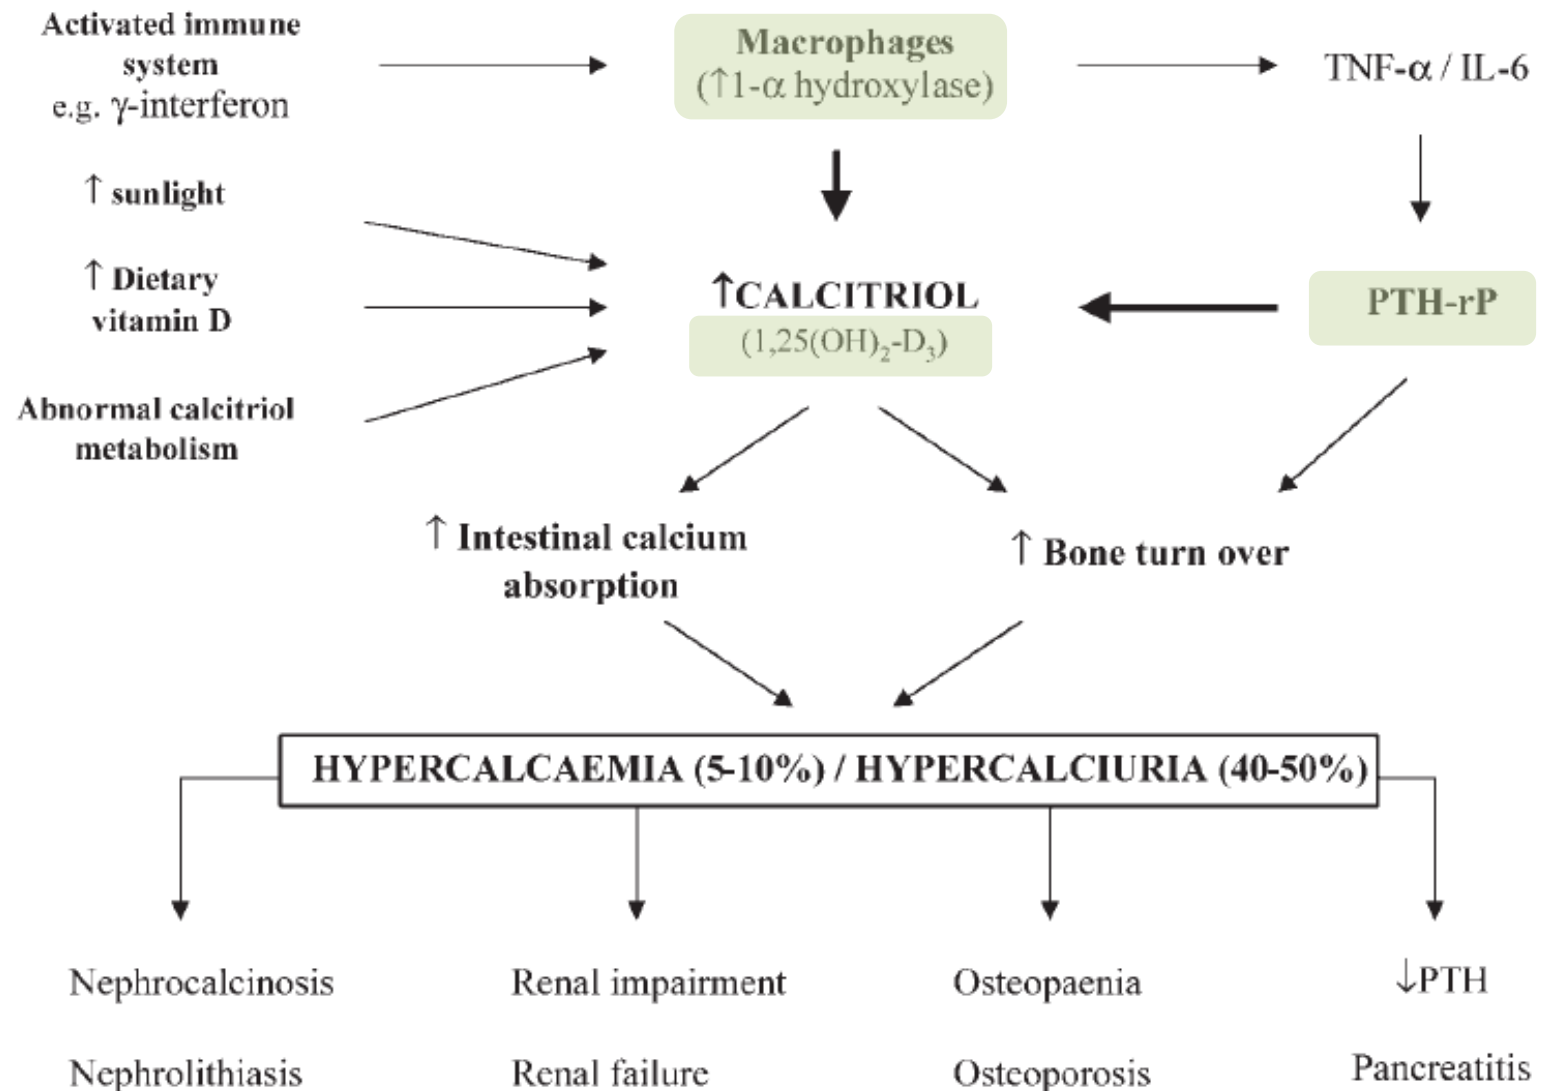 Activated immune
system
e.g. γ-interferon
Macrophages
(↑1-α hydroxylase)
TNF-α / IL-6
↑ sunlight
↑ Dietary
vitamin D
Abnormal calcitriol
metabolism
↑CALCITRIOL
(1,25(OH)₂-D₃)
PTH-rP
↑ Intestinal calcium
absorption
↑ Bone turn over
HYPERCALCAEMIA (5-10%) / HYPERCALCIURIA (40-50%)
Nephrocalcinosis
Nephrolithiasis
Renal impairment
Renal failure
Osteopaenia
Osteoporosis
↓PTH
Pancreatitis